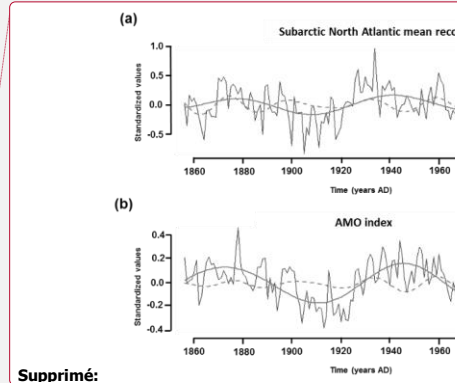 (a)
Subarctic North Atlantic mean reco
Standardized values
1.0
0.5
0.0
-0.5
1860 1880 1900 1920 1940 1960
Time (years AD)
(b)
AMO index
Standardized values
0.4
0.2
0.0
-0.2
-0.4
1860 1880 1900 1920 1940 1960
Time (years AD)
Supprimé: